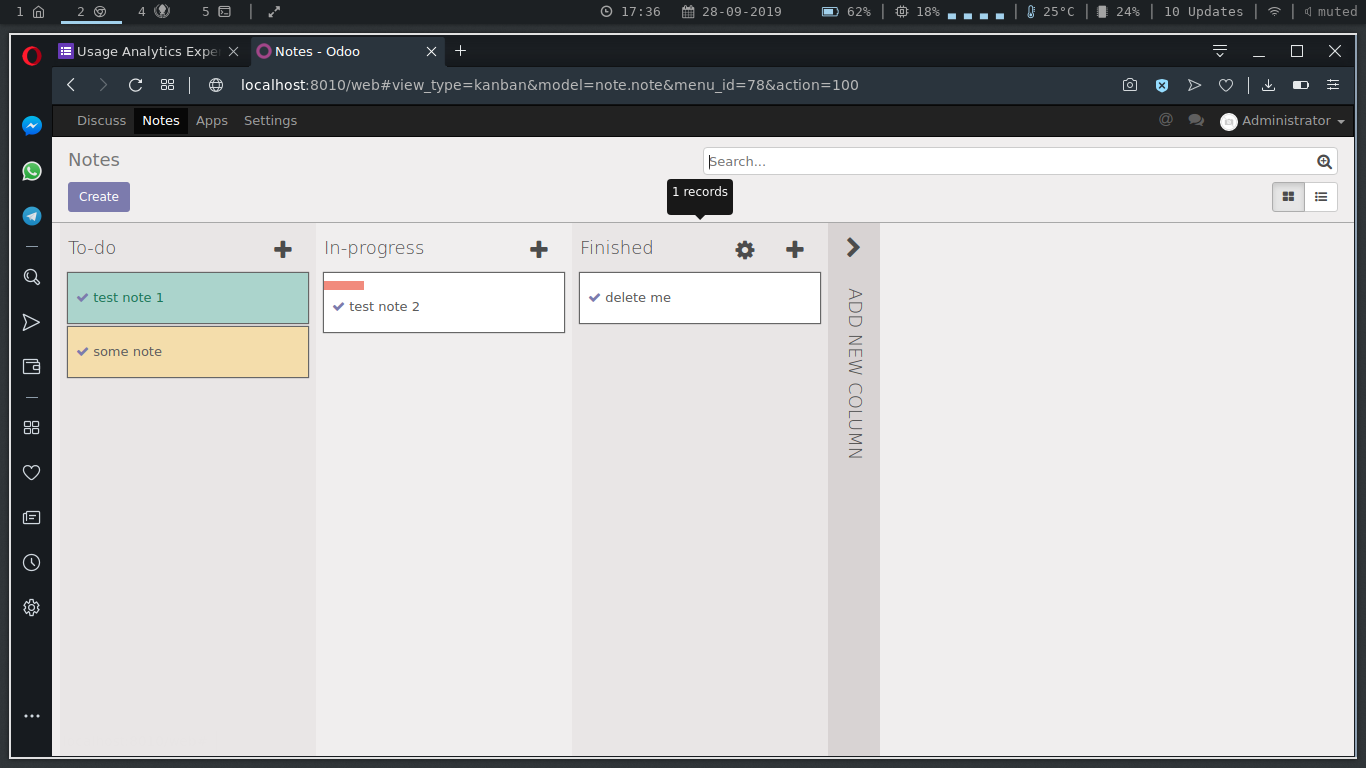 1 2 4 5 17:36 28-09-2019 62% 18% 25°C 24% 10 Updates muted
Usage Analytics Expe Notes - Odoo
localhost:8010/web#view_type=kanban&model=note.note&menu_id=78&action=100
Discuss Notes Apps Settings @ Administrator
Notes Search...
Create 1 records
To-do In-progress Finished
test note 1 test note 2 delete me
some note
ADD NEW COLUMN